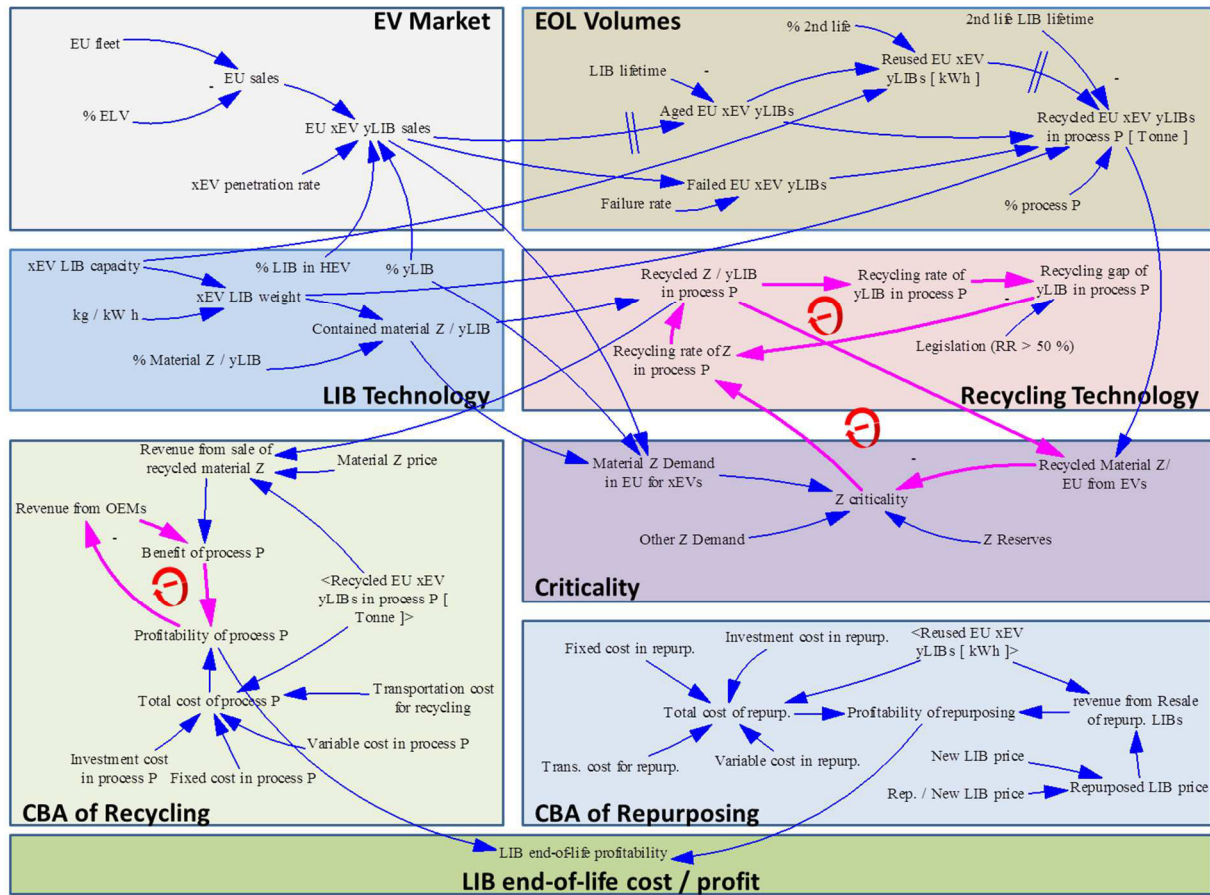 EV Market
EU fleet
EU sales
-
% ELV
EU xEV yLIB sales
xEV penetration rate
EOL Volumes
% 2nd life
2nd life LIB lifetime
LIB lifetime
-
Reused EU xEV
yLIBs [ kWh ]
-
Aged EU xEV yLIBs
Recycled EU xEV yLIBs
in process P [ Tonne ]
Failed EU xEV yLIBs
Failure rate
% process P
xEV LIB capacity
% LIB in HEV
% yLIB
xEV LIB weight
kg / kW h
Contained material Z / yLIB
% Material Z / yLIB
LIB Technology
Recycled Z / yLIB
in process P
Recycling rate of
yLIB in process P
Recycling gap of
yLIB in process P
-
Legislation (RR > 50 %)
Recycling rate of Z
in process P
-
Recycling Technology
-
Revenue from sale of
recycled material Z
Material Z price
Revenue from OEMs
-
Benefit of process P
-
<Recycled EU xEV
yLIBs in process P [
Tonne ]>
Profitability of process P
Total cost of process P
Transportation cost
for recycling
Variable cost in process P
Investment cost
in process P
Fixed cost in process P
CBA of Recycling
Material Z Demand
in EU for xEVs
-
Recycled Material Z/
EU from EVs
Z criticality
Other Z Demand
Z Reserves
Criticality
Fixed cost in repurp.
Investment cost in repurp.
<Reused EU xEV
yLIBs [ kWh ]>
Total cost of repurp.
Profitability of repurposing
revenue from Resale
of repurp. LIBs
Trans. cost for repurp.
Variable cost in repurp.
New LIB price
Rep. / New LIB price
Repurposed LIB price
CBA of Repurposing
LIB end-of-life profitability
LIB end-of-life cost / profit